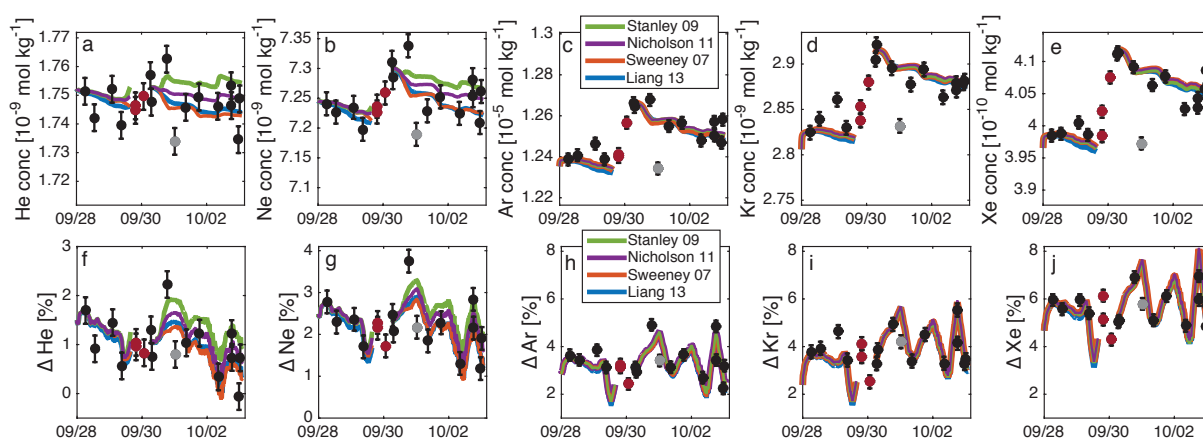 a
He conc [10⁻⁹ mol kg⁻¹]
1.77
1.76
1.75
1.74
1.73
1.72
09/28 09/30 10/02
b
Ne conc [10⁻⁹ mol kg⁻¹]
7.35
7.3
7.25
7.2
7.15
7.1
09/28 09/30 10/02
c
Ar conc [10⁻⁵ mol kg⁻¹]
1.3
1.28
1.26
1.24
1.22
09/28 09/30 10/02
Stanley 09
Nicholson 11
Sweeney 07
Liang 13
d
Kr conc [10⁻⁹ mol kg⁻¹]
2.9
2.85
2.8
2.75
09/28 09/30 10/02
e
Xe conc [10⁻¹⁰ mol kg⁻¹]
4.1
4.05
4
3.95
3.9
09/28 09/30 10/02
f
Δ He [%]
3
2
1
0
09/28 09/30 10/02
g
Δ Ne [%]
4
3
2
1
0
09/28 09/30 10/02
h
Δ Ar [%]
8
6
4
2
09/28 09/30 10/02
Stanley 09
Nicholson 11
Sweeney 07
Liang 13
i
Δ Kr [%]
8
6
4
2
09/28 09/30 10/02
j
Δ Xe [%]
8
6
4
2
09/28 09/30 10/02